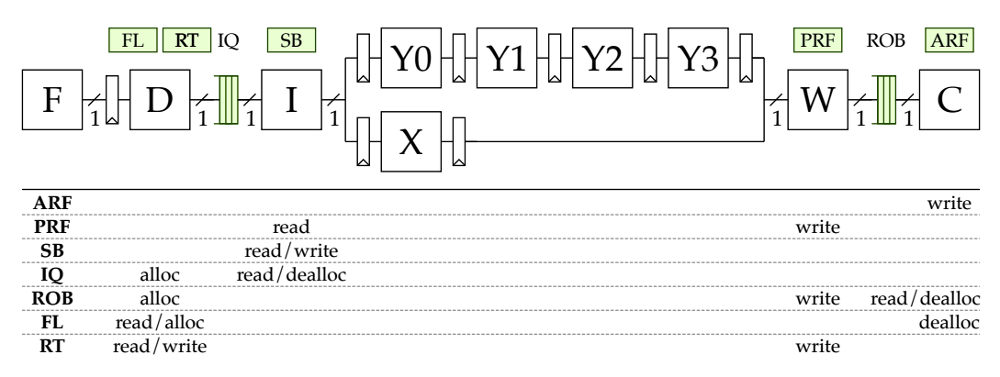 FL RT IQ SB PRF ROB ARF
Y0 Y1 Y2 Y3
F D I W C
1 1 1 1 1 1 1
X
ARF write
PRF read write
SB read/write
IQ alloc read/dealloc
ROB alloc write read/dealloc
FL read/alloc dealloc
RT read/write write